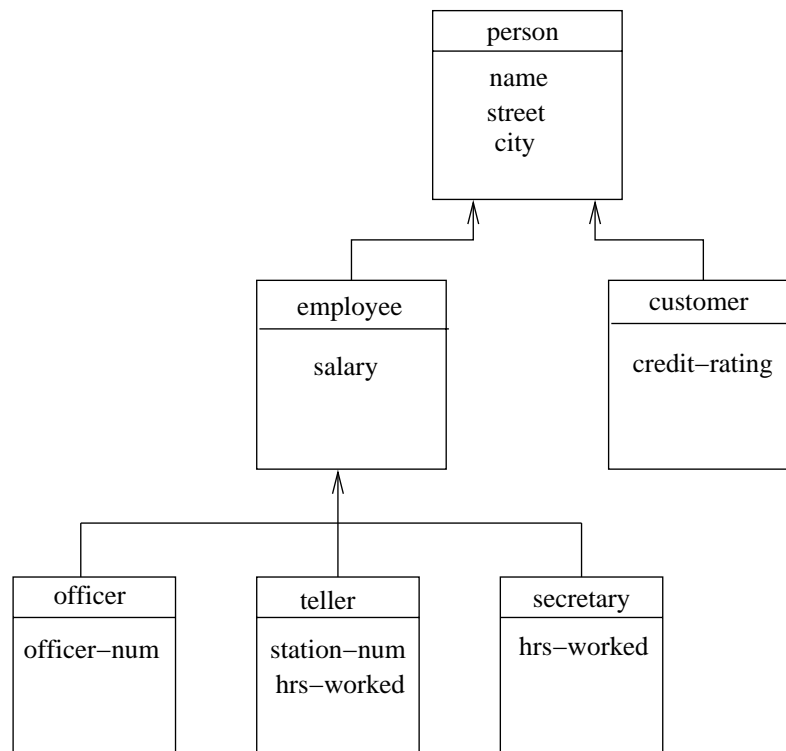 person
name
street
city
employee
salary
customer
credit−rating
officer
officer−num
teller
station−num
hrs−worked
secretary
hrs−worked